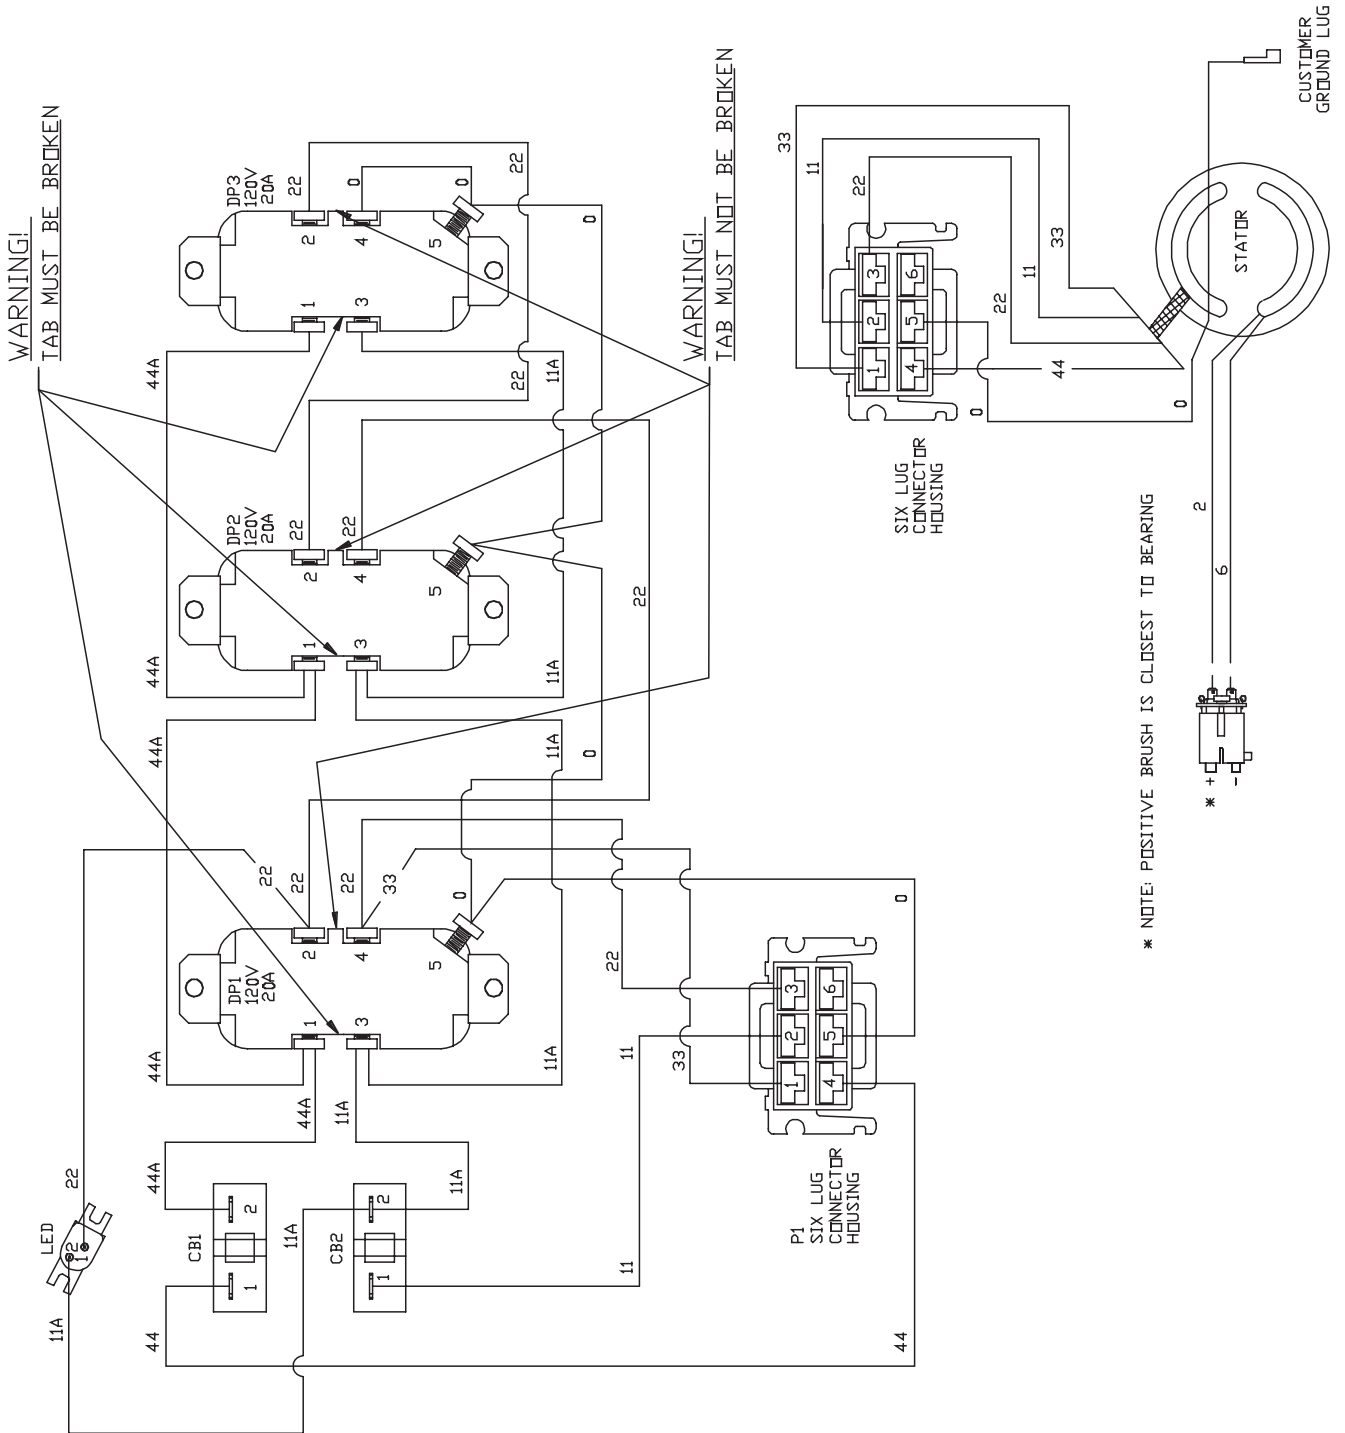 WARNING!
TAB MUST BE BROKEN
DP3
120V
20A
22
0
22
0
2
4
5
1
3
44A
11A
22
0
WARNING!
TAB MUST NOT BE BROKEN
DP2
120V
20A
22
22
2
4
5
1
3
44A
11A
22
44A
11A
0
DP1
120V
20A
22
22
22
33
0
2
4
5
1
3
44A
11A
44A
11A
44A
11A
22
LED
2
1
11A
CB1
2
1
CB2
2
1
11A
44
11
44
22
11
33
0
3
2
1
6
5
4
P1
SIX LUG
CONNECTOR
HOUSING
33
11
22
3
2
1
6
5
4
SIX LUG
CONNECTOR
HOUSING
33
11
22
44
0
0
STATOR
CUSTOMER
GROUND LUG
2
6
* +
-
* NOTE: POSITIVE BRUSH IS CLOSEST TO BEARING